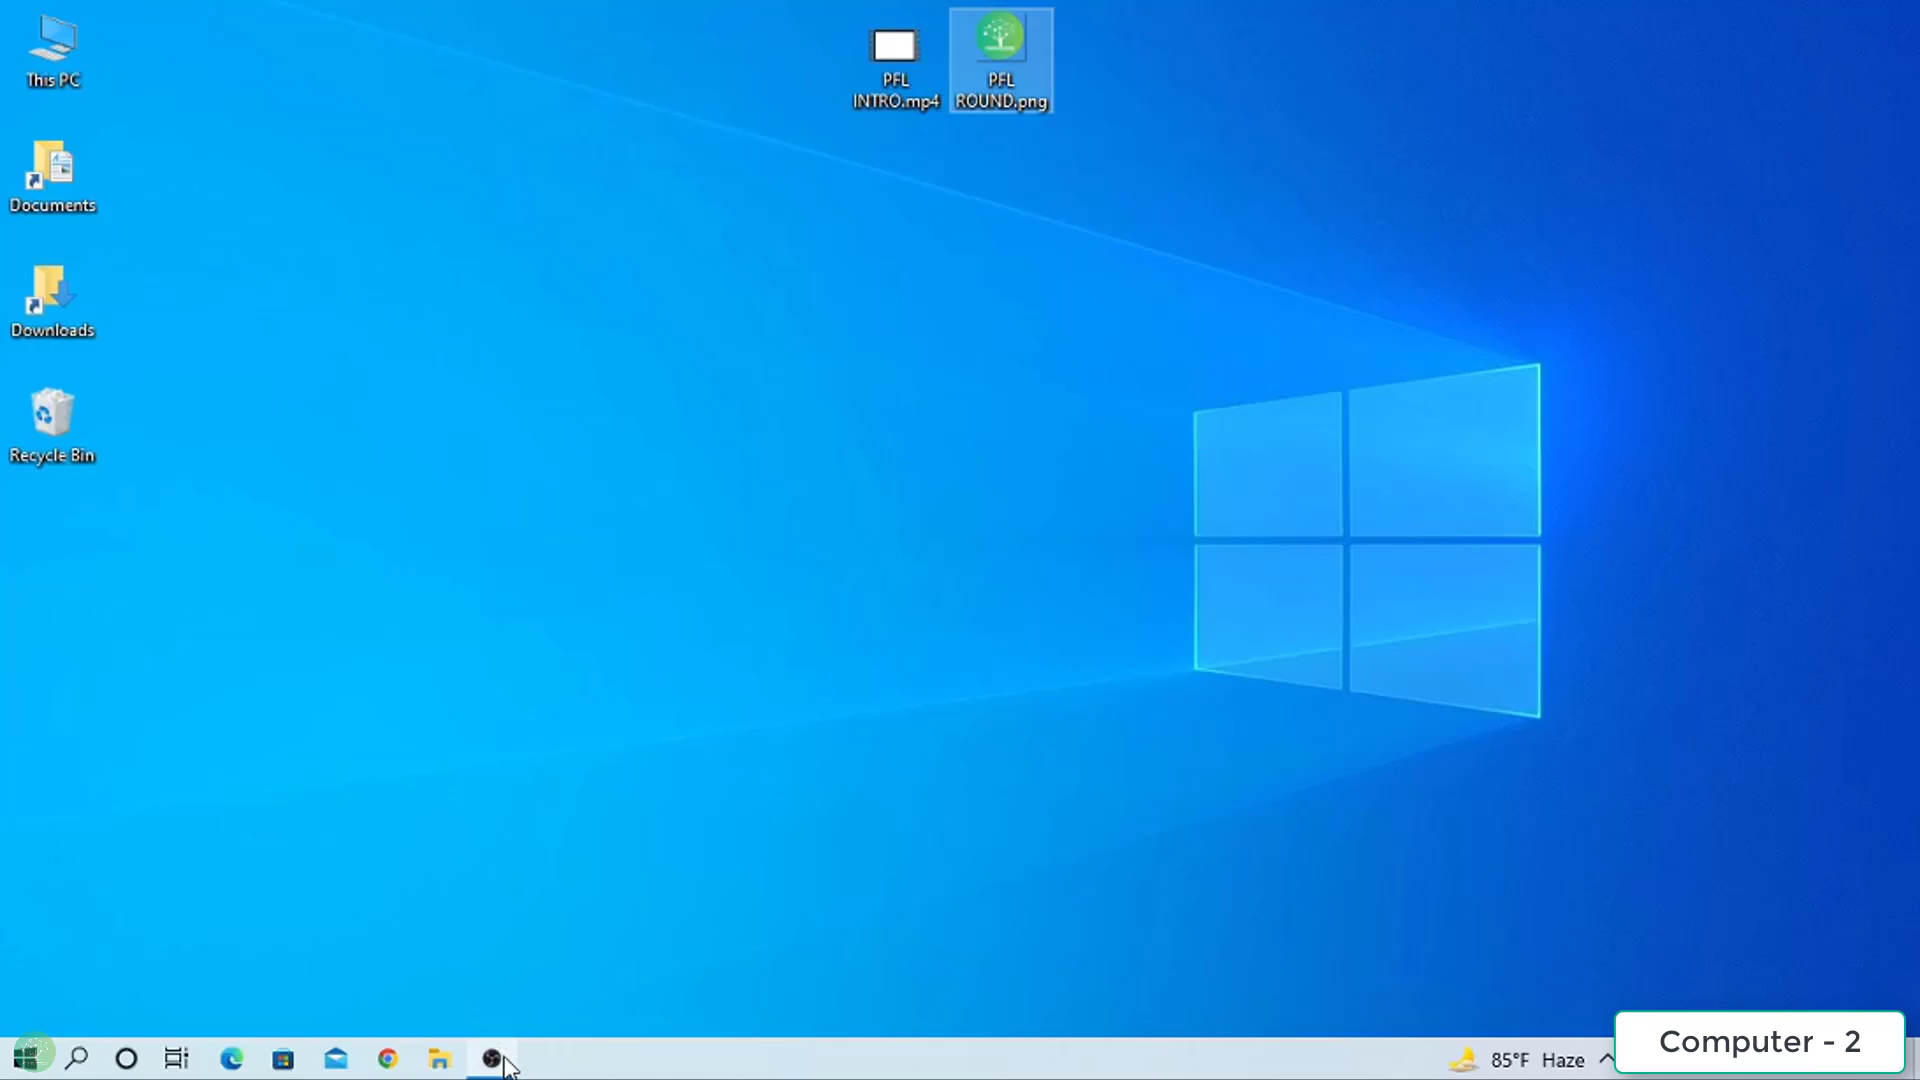 This PC
PFL
INTRO.mp4
PFL
ROUND.png
Documents
Downloads
Recycle Bin
85°F Haze
Computer - 2